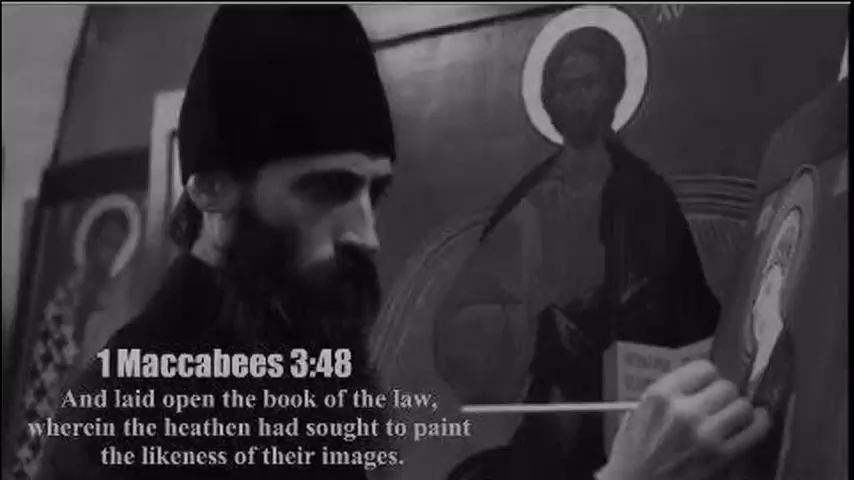 1 Maccabees 3:48
And laid open the book of the law,
wherein the heathen had sought to paint
the likeness of their images.